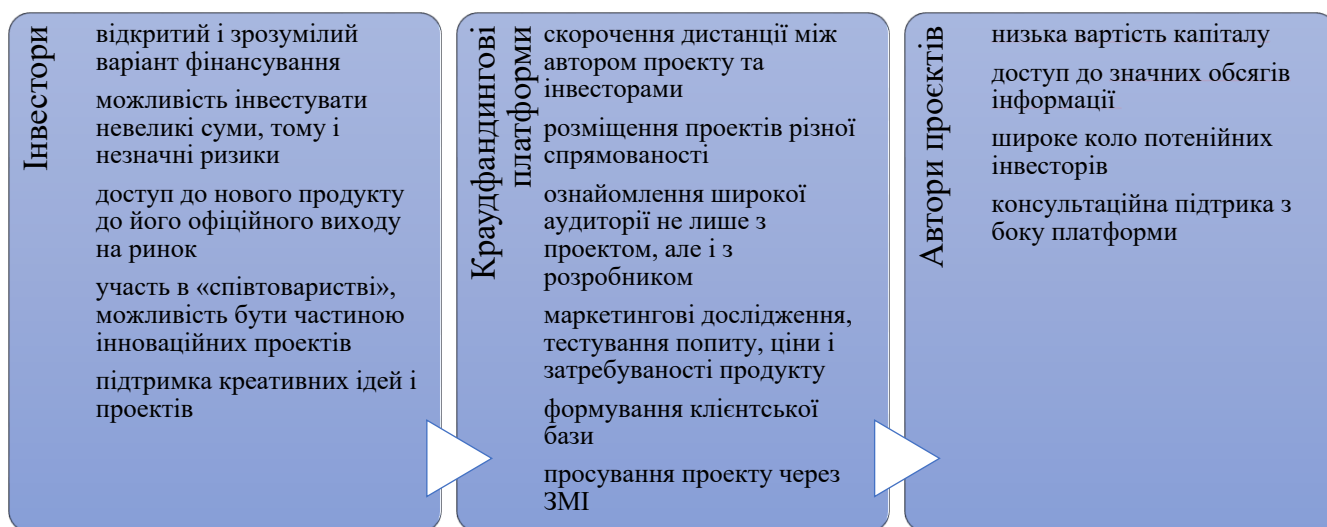 Інвестори
відкритий і зрозумілий
варіант фінансування
можливість інвестувати
невеликі суми, тому і
незначні ризики
доступ до нового продукту
до його офіційного виходу
на ринок
участь в «співтоваристві»,
можливість бути частиною
інноваційних проектів
підтримка креативних ідей і
проектів
Краудфандингові
платформи
скорочення дистанції між
автором проекту та
інвесторами
розміщення проектів різної
спрямованості
ознайомлення широкої
аудиторії не лише з
проектом, але і з
розробником
маркетингові дослідження,
тестування попиту, ціни і
затребуваності продукту
формування клієнтської
бази
просування проекту через
ЗМІ
Автори проєктів
низька вартість капіталу
доступ до значних обсягів
інформації
широке коло потенійних
інвесторів
консультаційна підтрика з
боку платформи